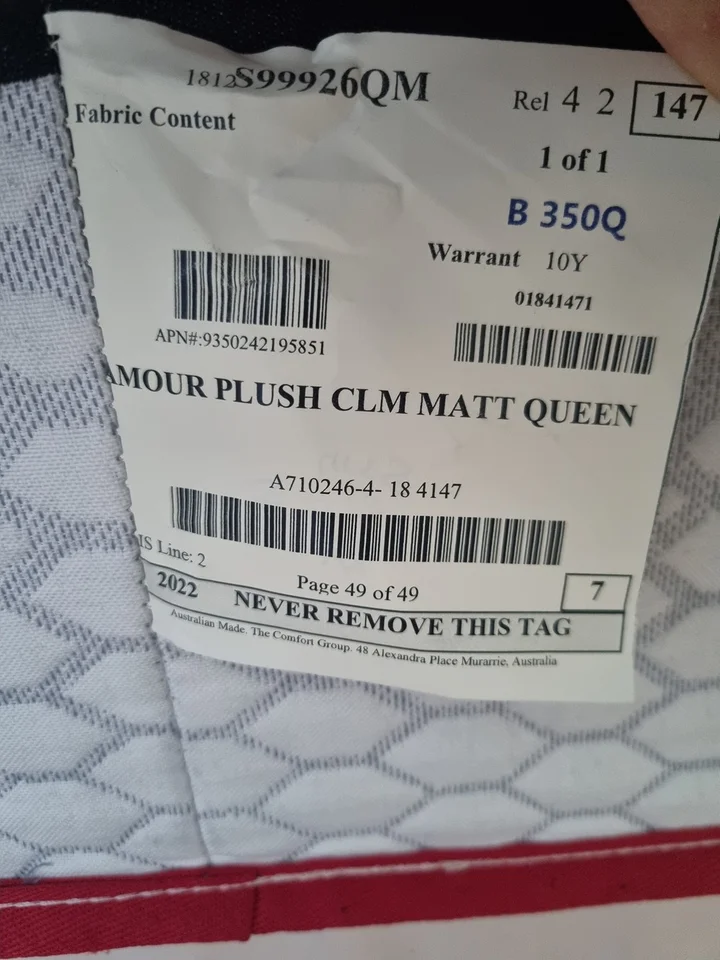 1812S99926QM
Rel 4 2 147
Fabric Content
1 of 1
B 350Q
Warrant 10Y
01841471
APN#:9350242195851
AMOUR PLUSH CLM MATT QUEEN
A710246-4- 18 4147
IS Line: 2
Page 49 of 49
7
2022
NEVER REMOVE THIS TAG
Australian Made. The Comfort Group. 48 Alexandra Place Murarrie, Australia